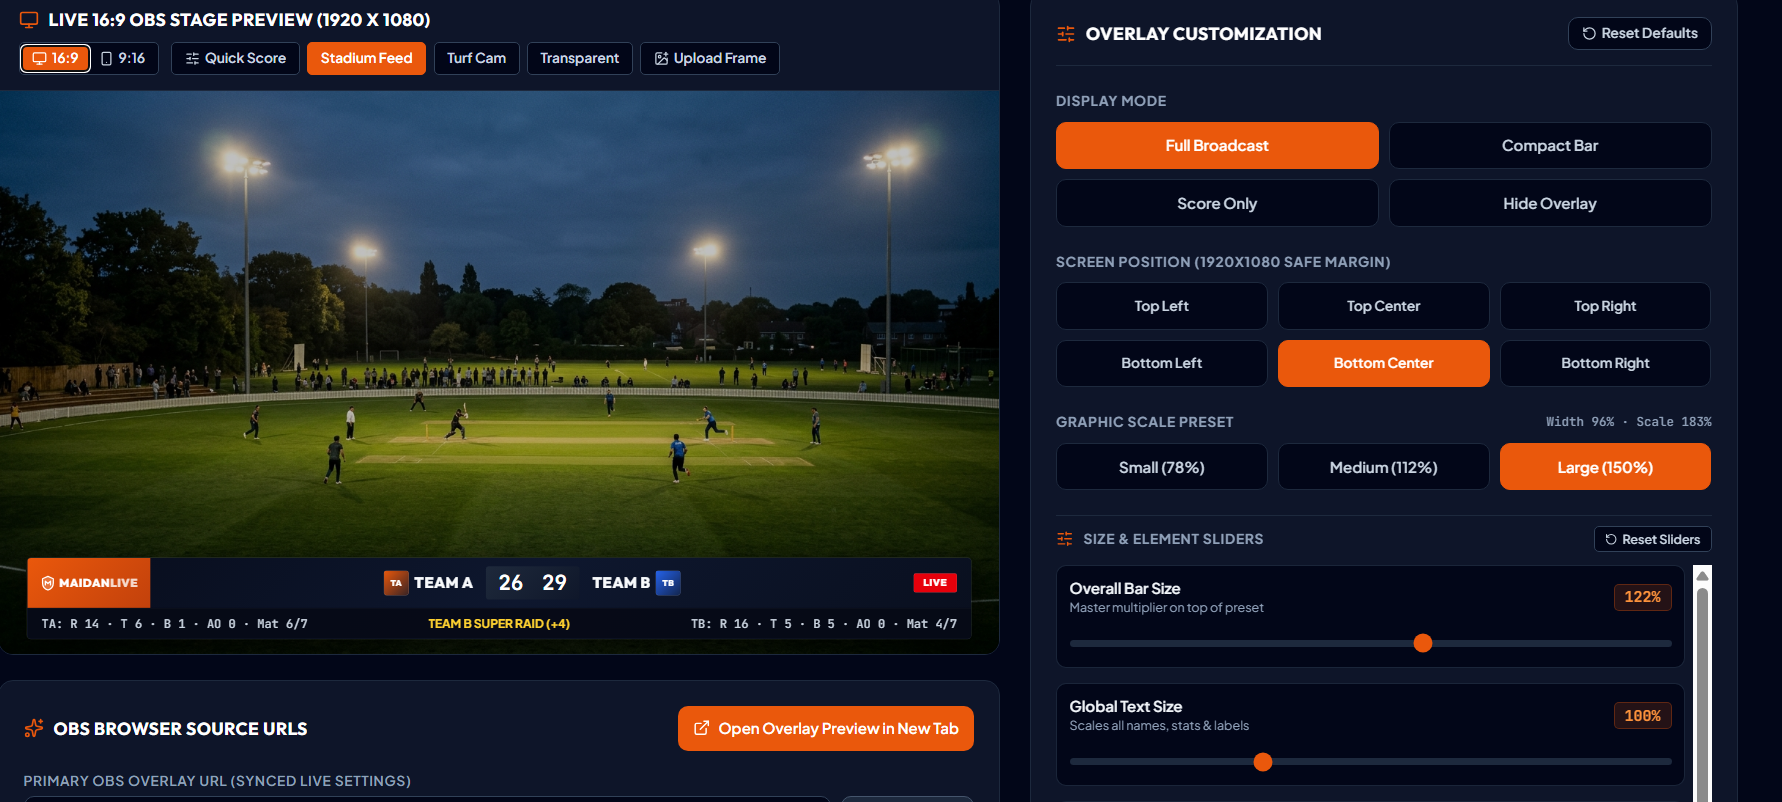 LIVE 16:9 OBS STAGE PREVIEW (1920 X 1080)
16:9 9:16 Quick Score Stadium Feed Turf Cam Transparent Upload Frame
MAIDANLIVE TA TEAM A 26 29 TEAM B TB LIVE
TA: R 14 · T 6 · B 1 · AO 0 · Mat 6/7 TEAM B SUPER RAID (+4) TB: R 16 · T 5 · B 5 · AO 0 · Mat 4/7
OBS BROWSER SOURCE URLS Open Overlay Preview in New Tab
PRIMARY OBS OVERLAY URL (SYNCED LIVE SETTINGS)
OVERLAY CUSTOMIZATION Reset Defaults
DISPLAY MODE
Full Broadcast Compact Bar
Score Only Hide Overlay
SCREEN POSITION (1920X1080 SAFE MARGIN)
Top Left Top Center Top Right
Bottom Left Bottom Center Bottom Right
GRAPHIC SCALE PRESET Width 96% · Scale 183%
Small (78%) Medium (112%) Large (150%)
SIZE & ELEMENT SLIDERS Reset Sliders
Overall Bar Size 122%
Master multiplier on top of preset
Global Text Size 100%
Scales all names, stats & labels